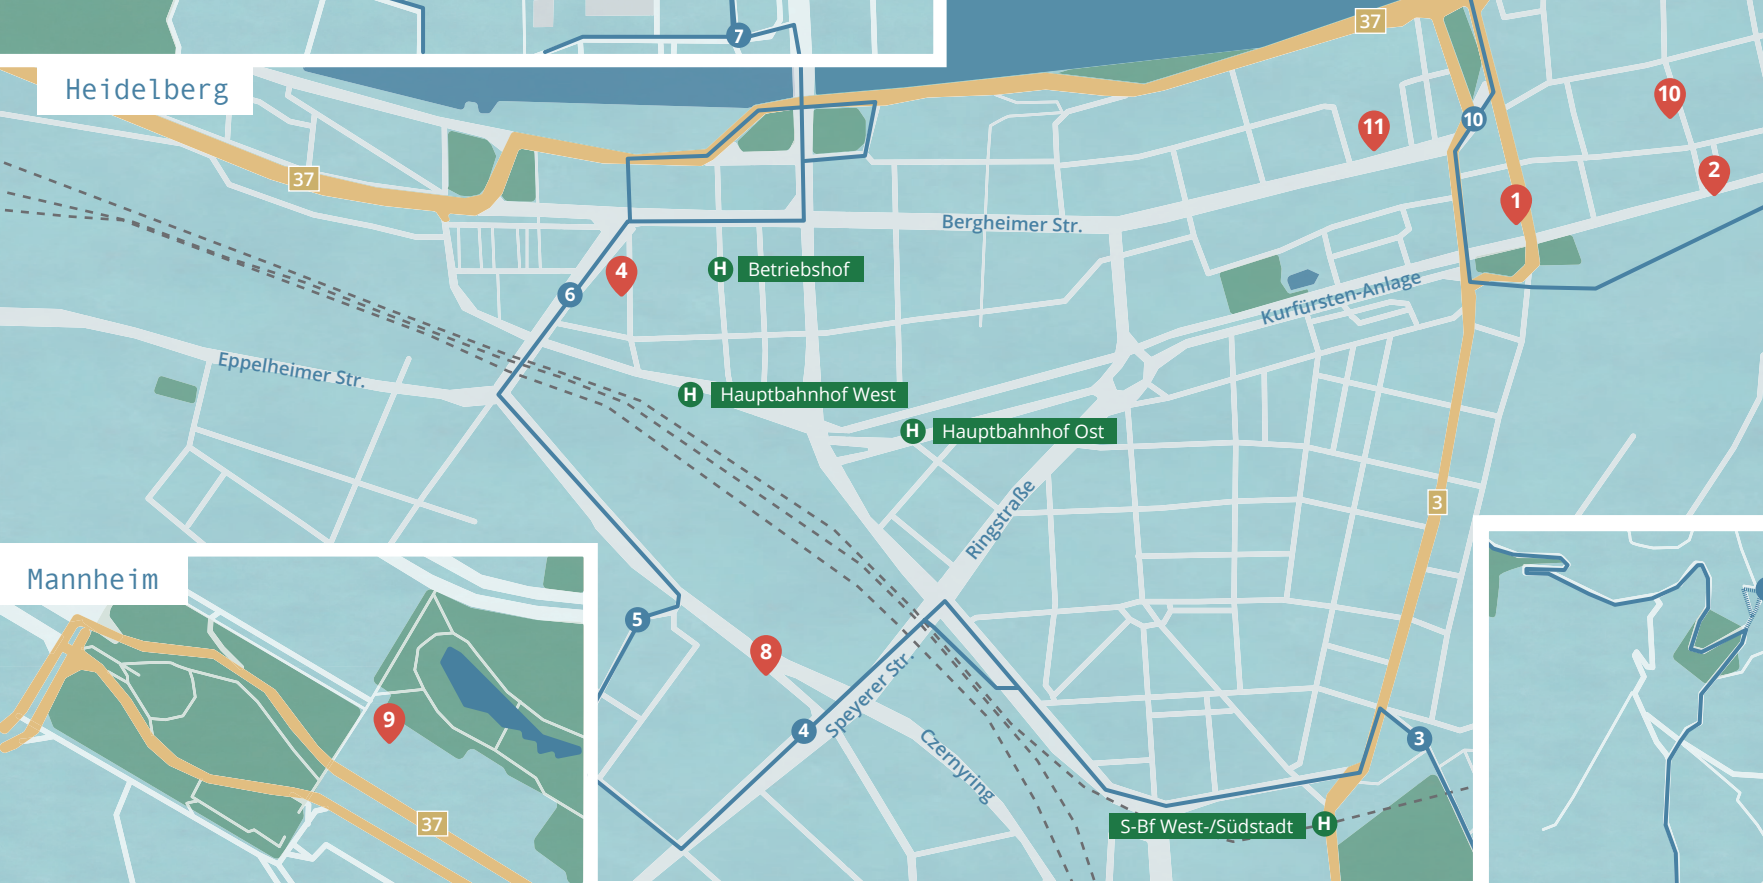 37
7
Heidelberg
10
11
10
2
37
1
Bergheimer Str.
4
H Betriebshof
6
Kurfürsten-Anlage
Eppelheimer Str.
H Hauptbahnhof West
H Hauptbahnhof Ost
3
Ringstraße
Mannheim
5
8
Speyerer Str.
9
4
3
Czernyring
37
S-Bf West-/Südstadt H